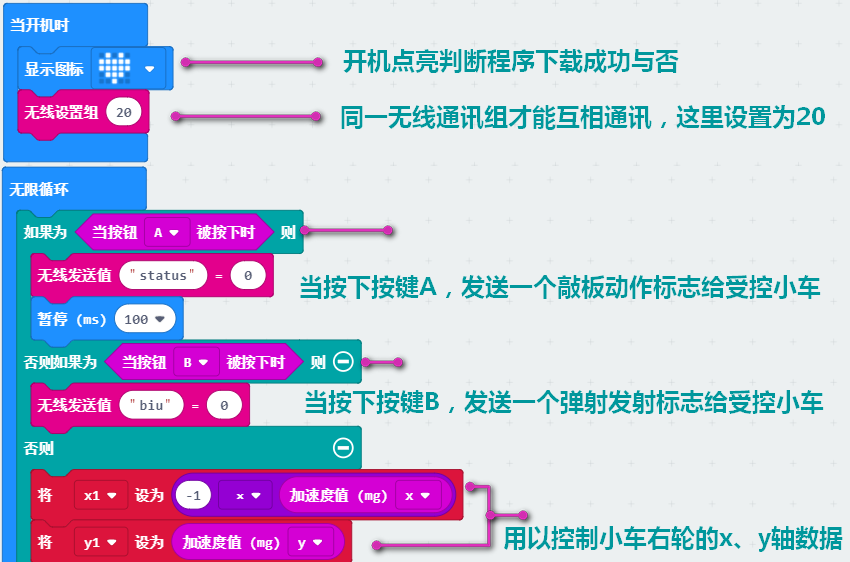 当开机时
显示图标
开机点亮判断程序下载成功与否
无线设置组 20
同一无线通讯组才能互相通讯，这里设置为20
无限循环
如果为 当按钮 A 被按下时 则
无线发送值 "status" = 0
当按下按键A，发送一个敲板动作标志给受控小车
暂停 (ms) 100
否则如果为 当按钮 B 被按下时 则
无线发送值 "biu" = 0
当按下按键B，发送一个弹射发射标志给受控小车
否则
将 x1 设为 -1 × 加速度值 (mg) x
将 y1 设为 加速度值 (mg) y
用以控制小车右轮的x、y轴数据